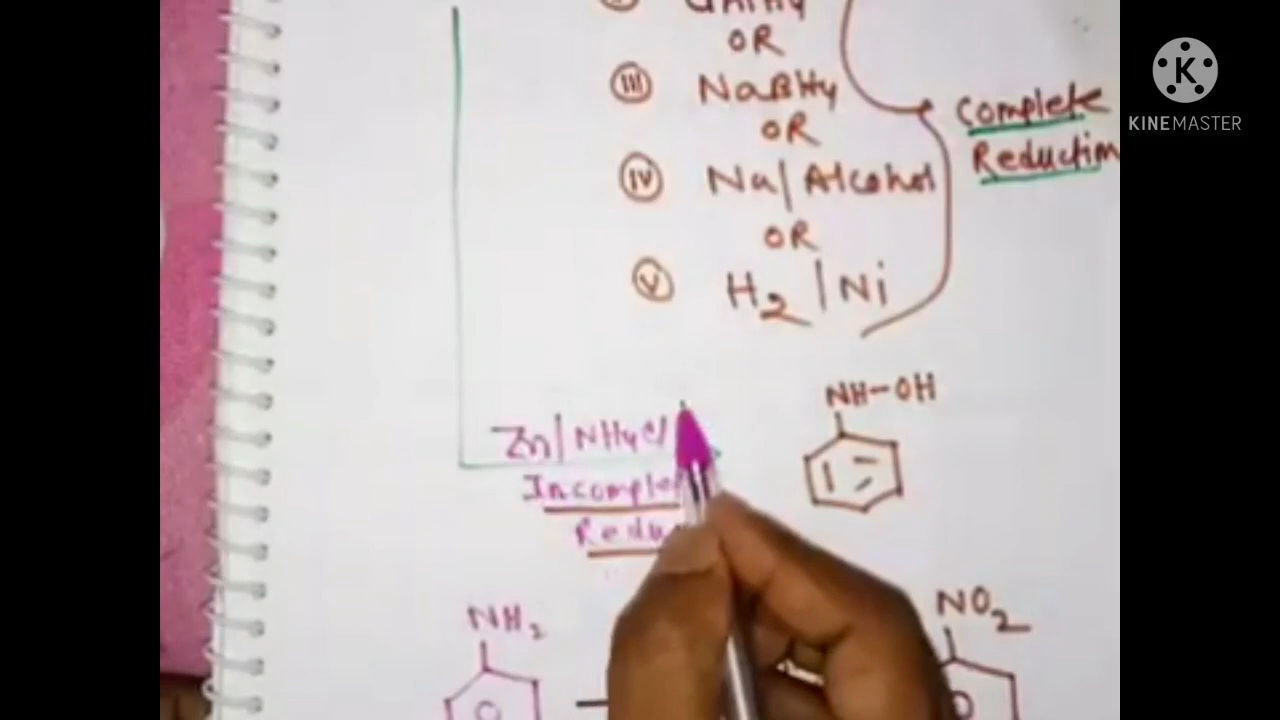 OR
III NaBH4
OR
IV Na/Alcohol
OR
V H2/Ni
Complete
Reduction
NH-OH
Zn/NH4Cl
NH2
NO2
K
KINEMASTER